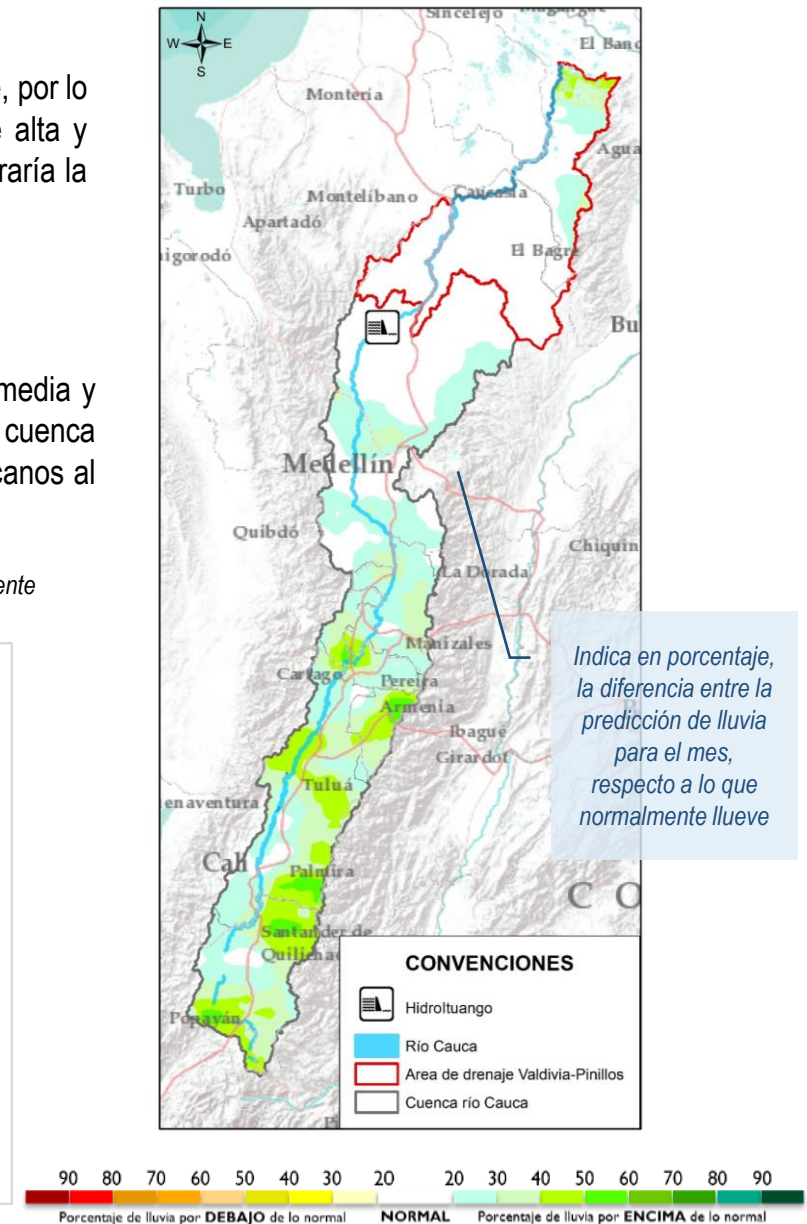 , por lo
alta y
raría la
media y
cuenca
canos al
ente
N
W E
S
Sincelejo
El Banc
Montería
Agua
Turbo
Montelíbano
Caucasia
Apartadó
igorodó
El Bagre
Bu
Medellín
Quibdó
Chiquin
La Dorada
Manizales
Cartago
Pereira
Armenia
Ibagué
Girardot
Tuluá
enaventura
Cali
Palmira
C O
Santander de
Quilichao
Popayán
Indica en porcentaje,
la diferencia entre la
predicción de lluvia
para el mes,
respecto a lo que
normalmente llueve
CONVENCIONES
HidroItuango
Río Cauca
Area de drenaje Valdivia-Pinillos
Cuenca río Cauca
90 80 70 60 50 40 30 20 20 30 40 50 60 70 80 90
Porcentaje de lluvia por DEBAJO de lo normal NORMAL Porcentaje de lluvia por ENCIMA de lo normal